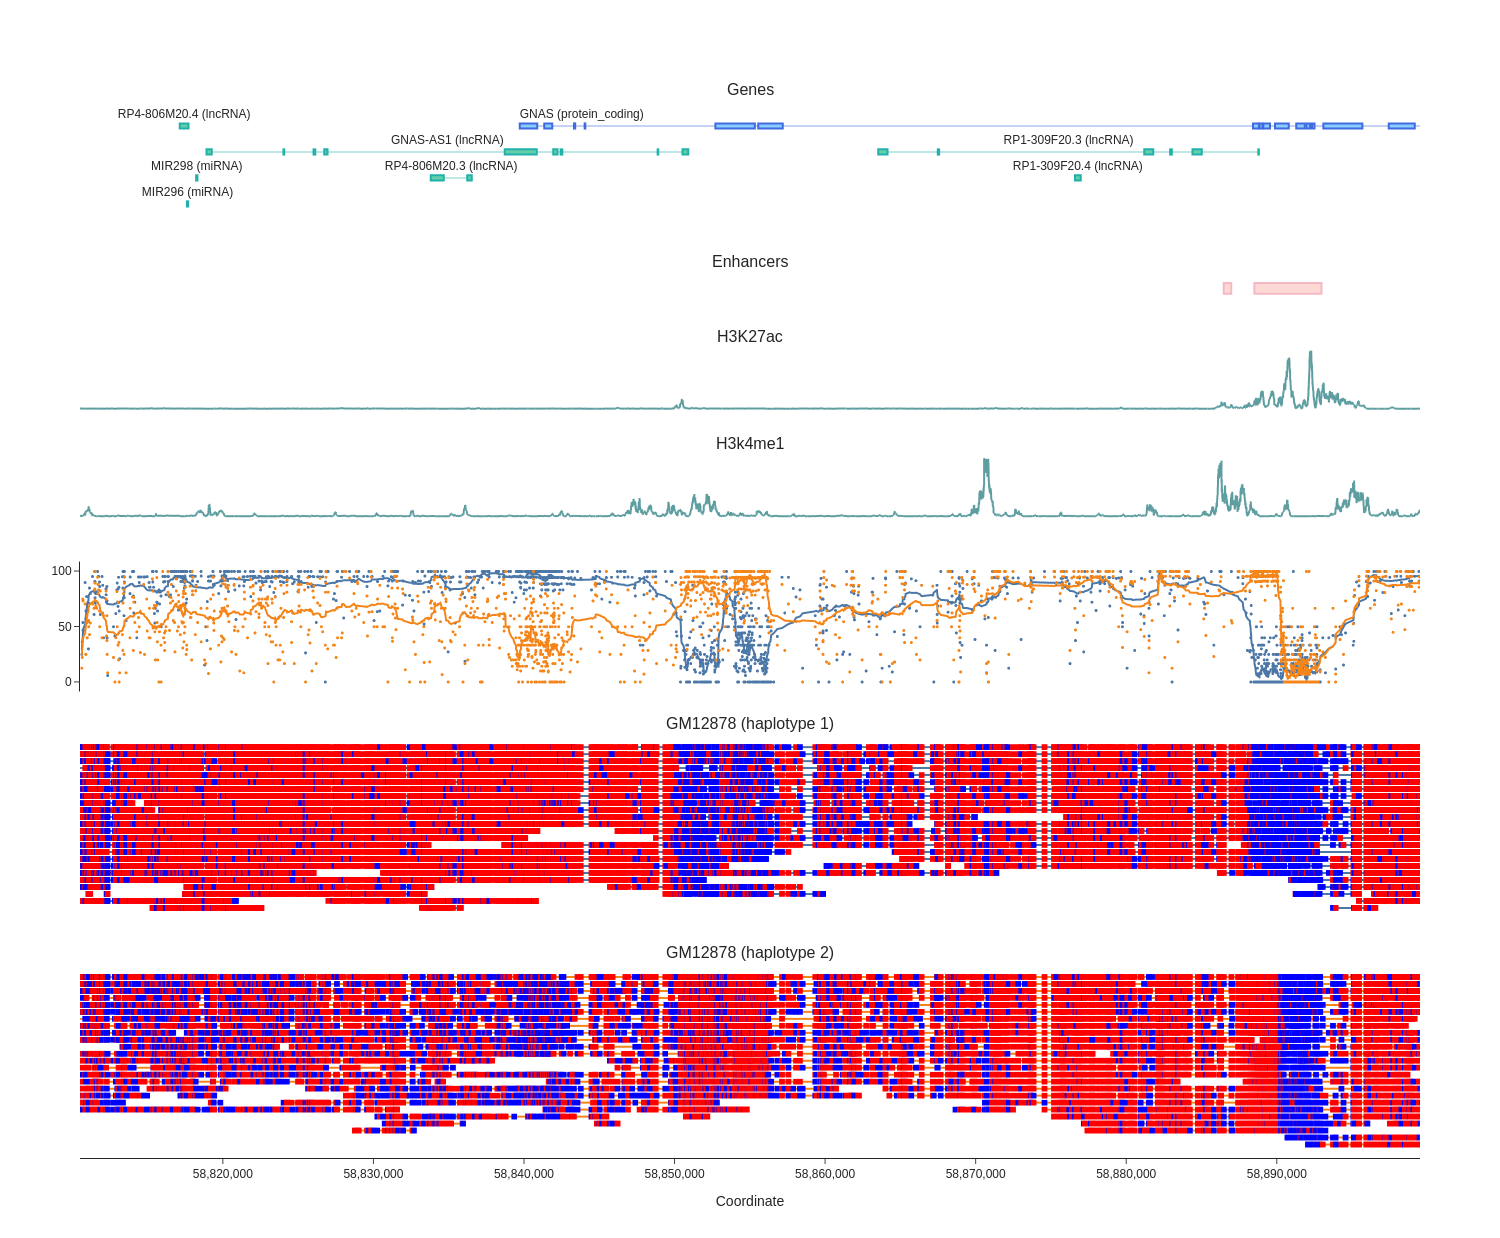 Genes
RP4-806M20.4 (lncRNA)
GNAS (protein_coding)
GNAS-AS1 (lncRNA)
RP1-309F20.3 (lncRNA)
MIR298 (miRNA)
RP4-806M20.3 (lncRNA)
RP1-309F20.4 (lncRNA)
MIR296 (miRNA)
Enhancers
H3K27ac
H3k4me1
100
50
0
GM12878 (haplotype 1)
GM12878 (haplotype 2)
58,820,000 58,830,000 58,840,000 58,850,000 58,860,000 58,870,000 58,880,000 58,890,000
Coordinate